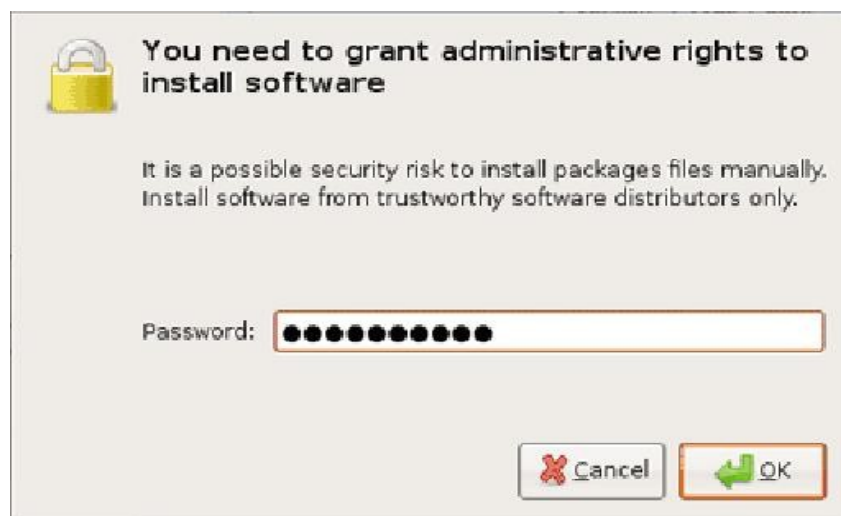 You need to grant administrative rights to
install software
It is a possible security risk to install packages files manually.
Install software from trustworthy software distributors only.
Password: ●●●●●●●●●●
Cancel
OK